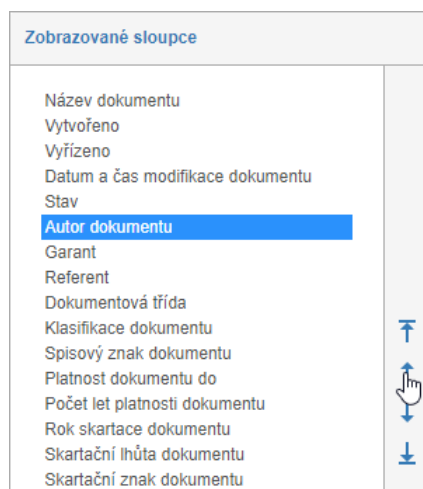 Zobrazované sloupce
Název dokumentu
Vytvořeno
Vyřízeno
Datum a čas modifikace dokumentu
Stav
Autor dokumentu
Garant
Referent
Dokumentová třída
Klasifikace dokumentu
Spisový znak dokumentu
Platnost dokumentu do
Počet let platnosti dokumentu
Rok skartace dokumentu
Skartační lhůta dokumentu
Skartační znak dokumentu